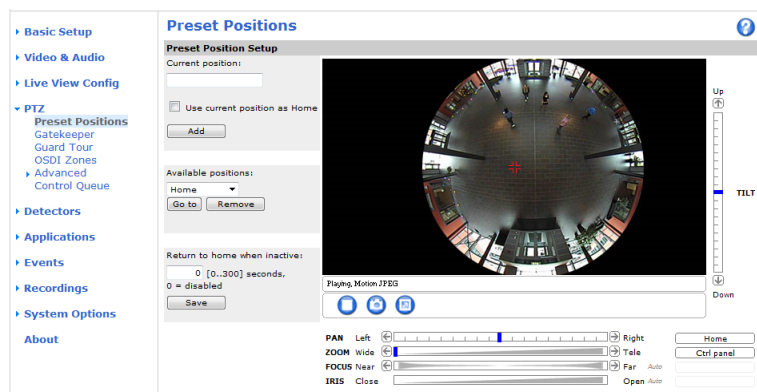 Basic Setup
Video & Audio
Live View Config
PTZ
Preset Positions
Gatekeeper
Guard Tour
OSDI Zones
Advanced
Control Queue
Detectors
Applications
Events
Recordings
System Options
About
Preset Positions
Preset Position Setup
Current position:
Use current position as Home
Add
Available positions:
Home
Go to Remove
Return to home when inactive:
0 [0..300] seconds,
0 = disabled
Save
Playing, Motion JPEG
Up
TILT
Down
PAN Left Right Home
ZOOM Wide Tele Ctrl panel
FOCUS Near Far Auto
IRIS Close Open Auto